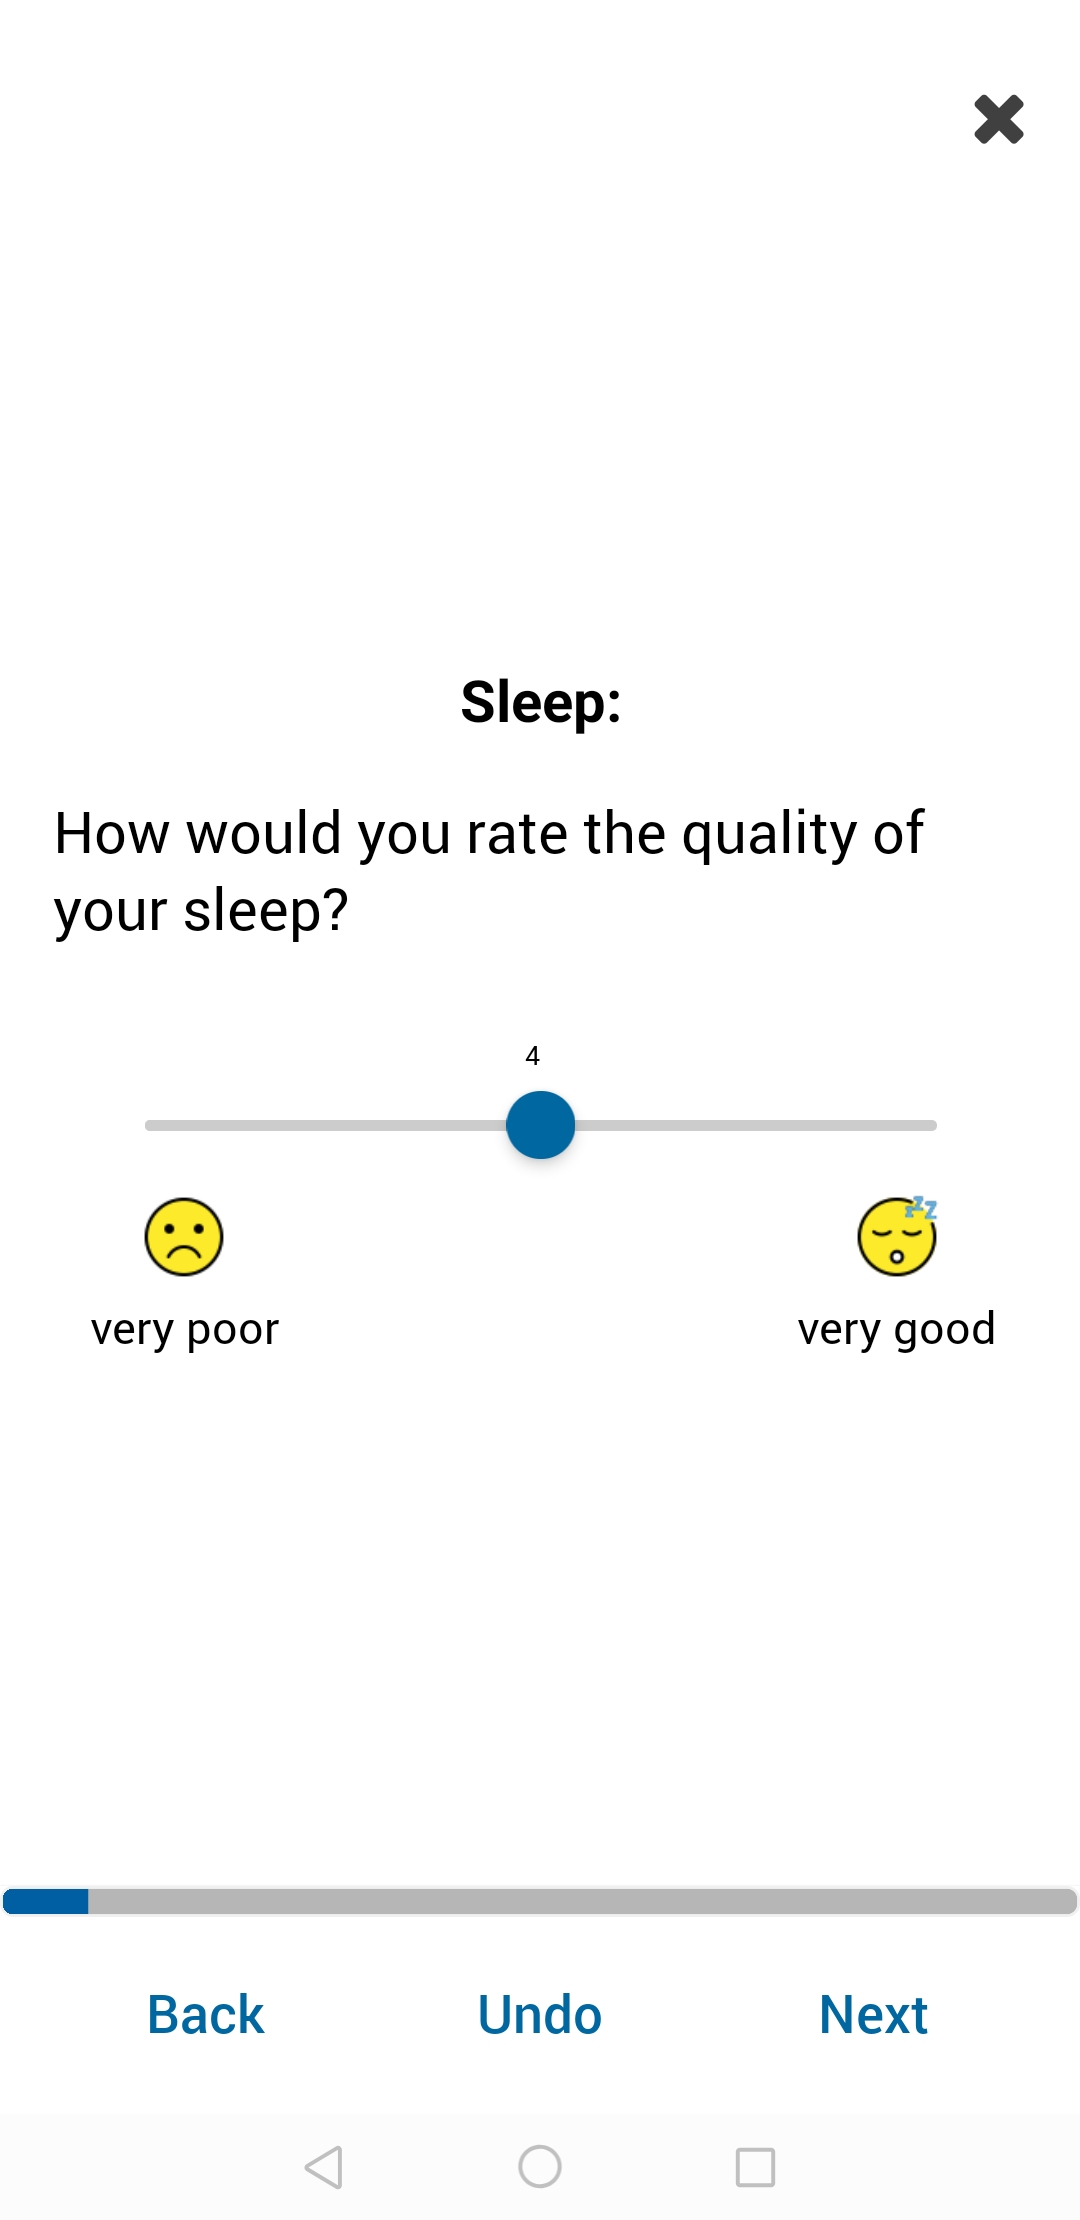 Sleep:
How would you rate the quality of
your sleep?
4
very poor
very good
Back
Undo
Next